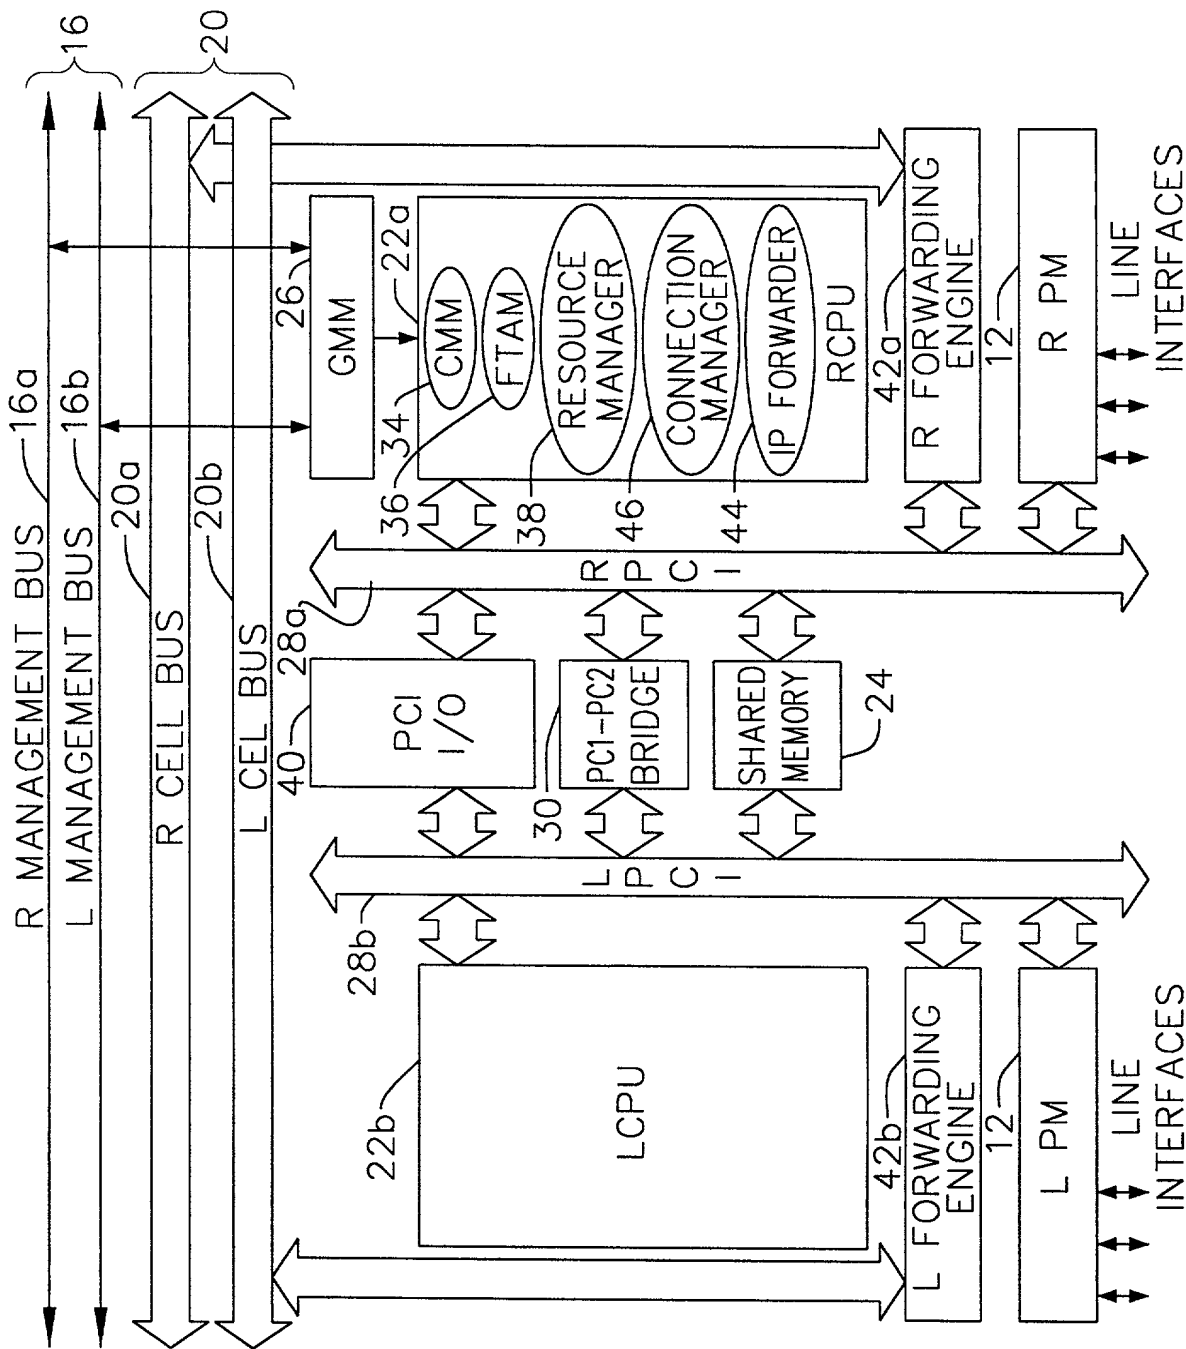 R MANAGEMENT BUS
16a
16
L MANAGEMENT BUS
16b
20a
R CELL BUS
20
20b
L CEL BUS
28a
40
PCI
I/O
26
GMM
28b
22b
LCPU
30
PC1-PC2
BRIDGE
SHARED
MEMORY
24
L
P
C
I
R
P
C
I
22a
34
CMM
36
FTAM
38
RESOURCE
MANAGER
46
CONNECTION
MANAGER
44
IP FORWARDER
RCPU
42b
L FORWARDING
ENGINE
42a
R FORWARDING
ENGINE
12
L PM
12
R PM
LINE
INTERFACES
LINE
INTERFACES